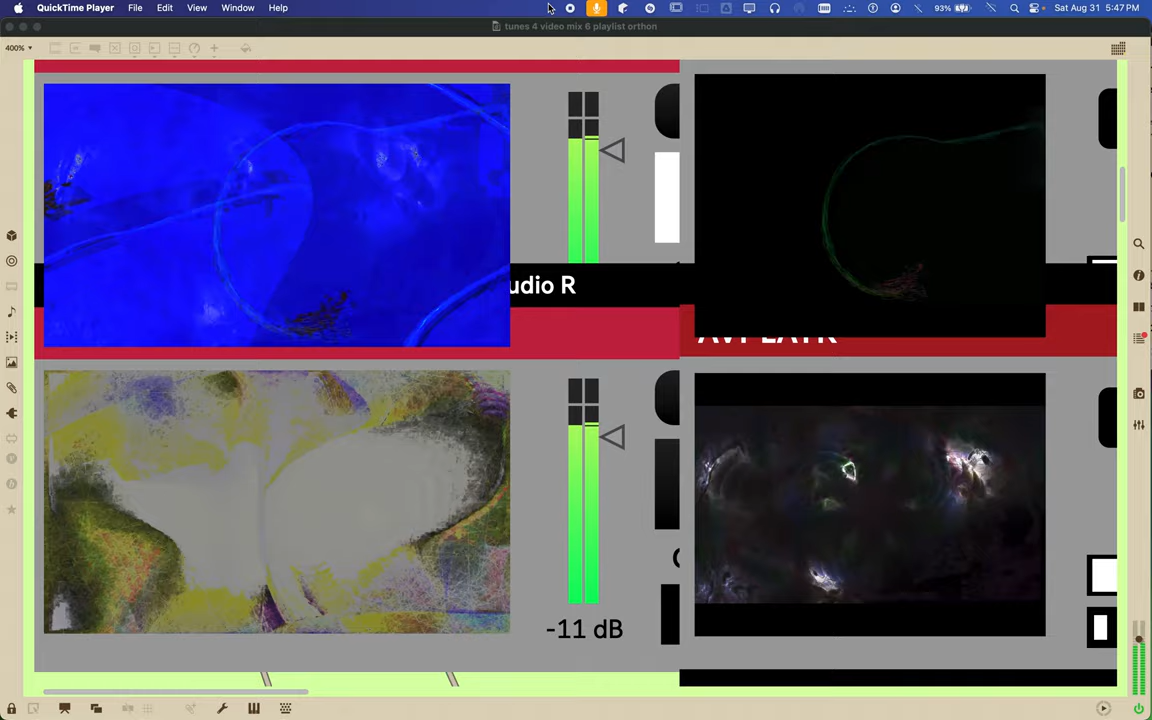 QuickTime Player File Edit View Window Help 93% Sat Aug 31 5:47 PM
tunes 4 video mix 6 playlist orthon
400%
udio R
-11 dB